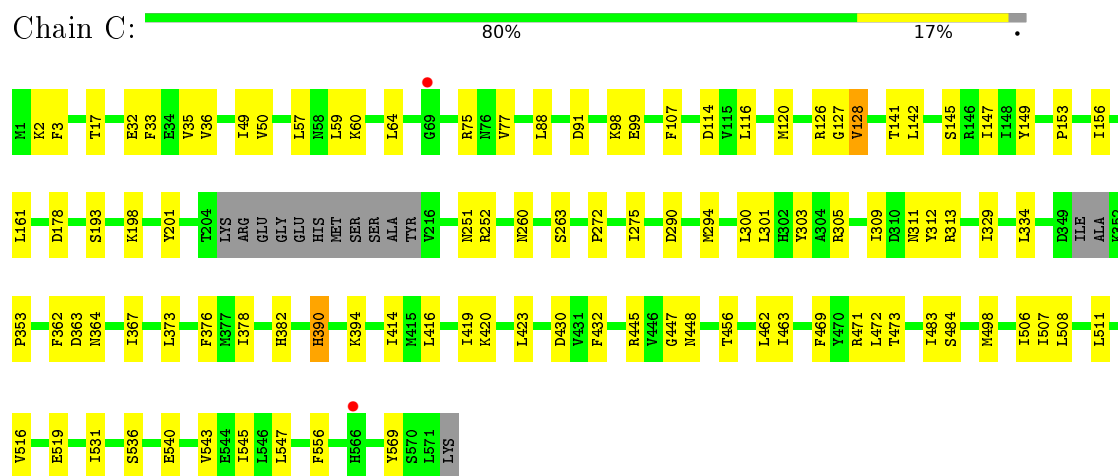 Chain C:
80% 17% •
M1 K2 F3 T17 E32 F33 E34 V35 V36 I49 V50 L57 N58 L59 K60 L64 G69 R75 N76 V77 L88 D91 K98 E99 F107 D114 V115 L116 M120 R126 G127 V128 T141 L142 S145 R146 I147 I148 Y149 P153 I156
L161 D178 S193 K198 Y201 T204 LYS ARG GLU GLY GLU HIS MET SER SER ALA TYR V216 N251 R252 N260 S263 P272 I275 D290 M294 L300 L301 H302 Y303 A304 R305 I309 D310 N311 Y312 R313 I329 L334 D349 ILE ALA K352
P353 F362 D363 N364 I367 L373 F376 M377 I378 H382 H390 K394 I414 M415 L416 I419 K420 L423 D430 V431 F432 R445 V446 G447 N448 T456 L462 I463 F469 Y470 R471 L472 T473 I483 S484 M498 I506 I507 L508 L511
V516 E519 I531 S536 E540 V543 E544 I545 L546 L547 F556 H566 Y569 S570 L571 LYS